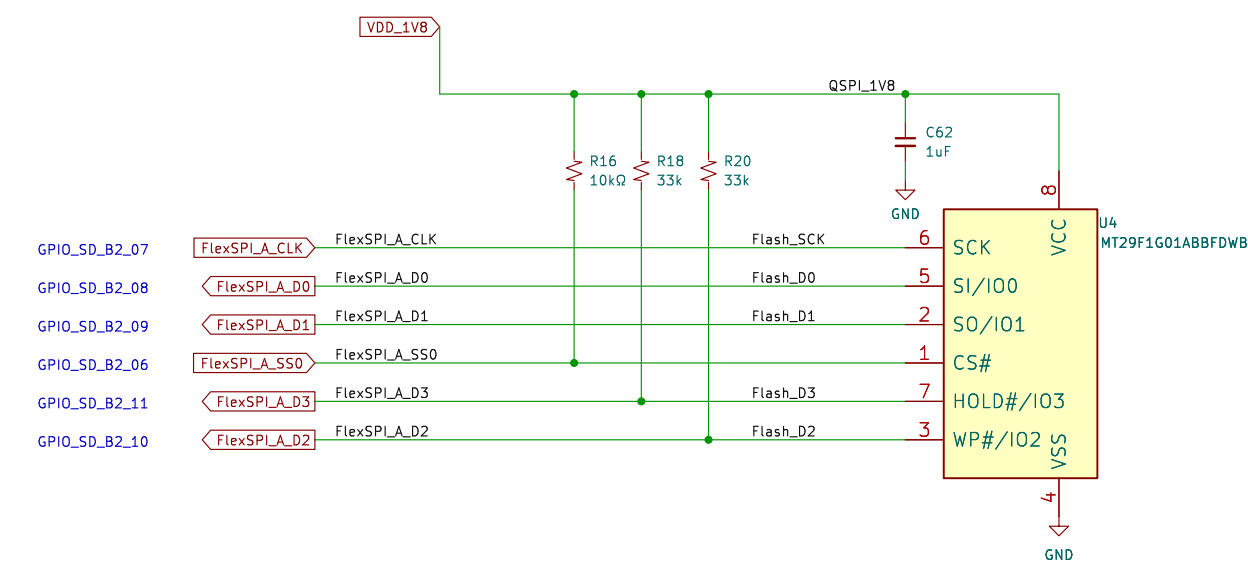 VDD_1V8
QSPI_1V8
C62
1uF
GND
R16
10kΩ
R18
33k
R20
33k
U4
MT29F1G01ABBFDWB
8
VCC
GPIO_SD_B2_07
FlexSPI_A_CLK
FlexSPI_A_CLK
Flash_SCK
6
SCK
GPIO_SD_B2_08
FlexSPI_A_D0
FlexSPI_A_D0
Flash_D0
5
SI/IO0
GPIO_SD_B2_09
FlexSPI_A_D1
FlexSPI_A_D1
Flash_D1
2
SO/IO1
GPIO_SD_B2_06
FlexSPI_A_SS0
FlexSPI_A_SS0
1
CS#
GPIO_SD_B2_11
FlexSPI_A_D3
FlexSPI_A_D3
Flash_D3
7
HOLD#/IO3
GPIO_SD_B2_10
FlexSPI_A_D2
FlexSPI_A_D2
Flash_D2
3
WP#/IO2
VSS
4
GND